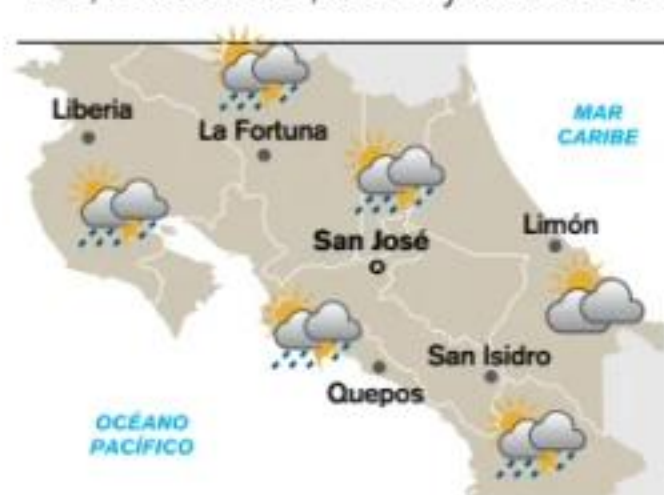 Liberia
La Fortuna
MAR
CARIBE
San José
Limón
San Isidro
Quepos
OCÉANO
PACÍFICO